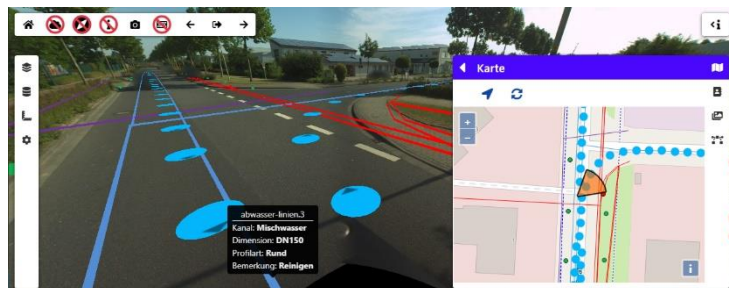 Karte
+
−
abwasser-linien.3
Kanal: Mischwasser
Dimension: DN150
Profilart: Rund
Bemerkung: Reinigen
i